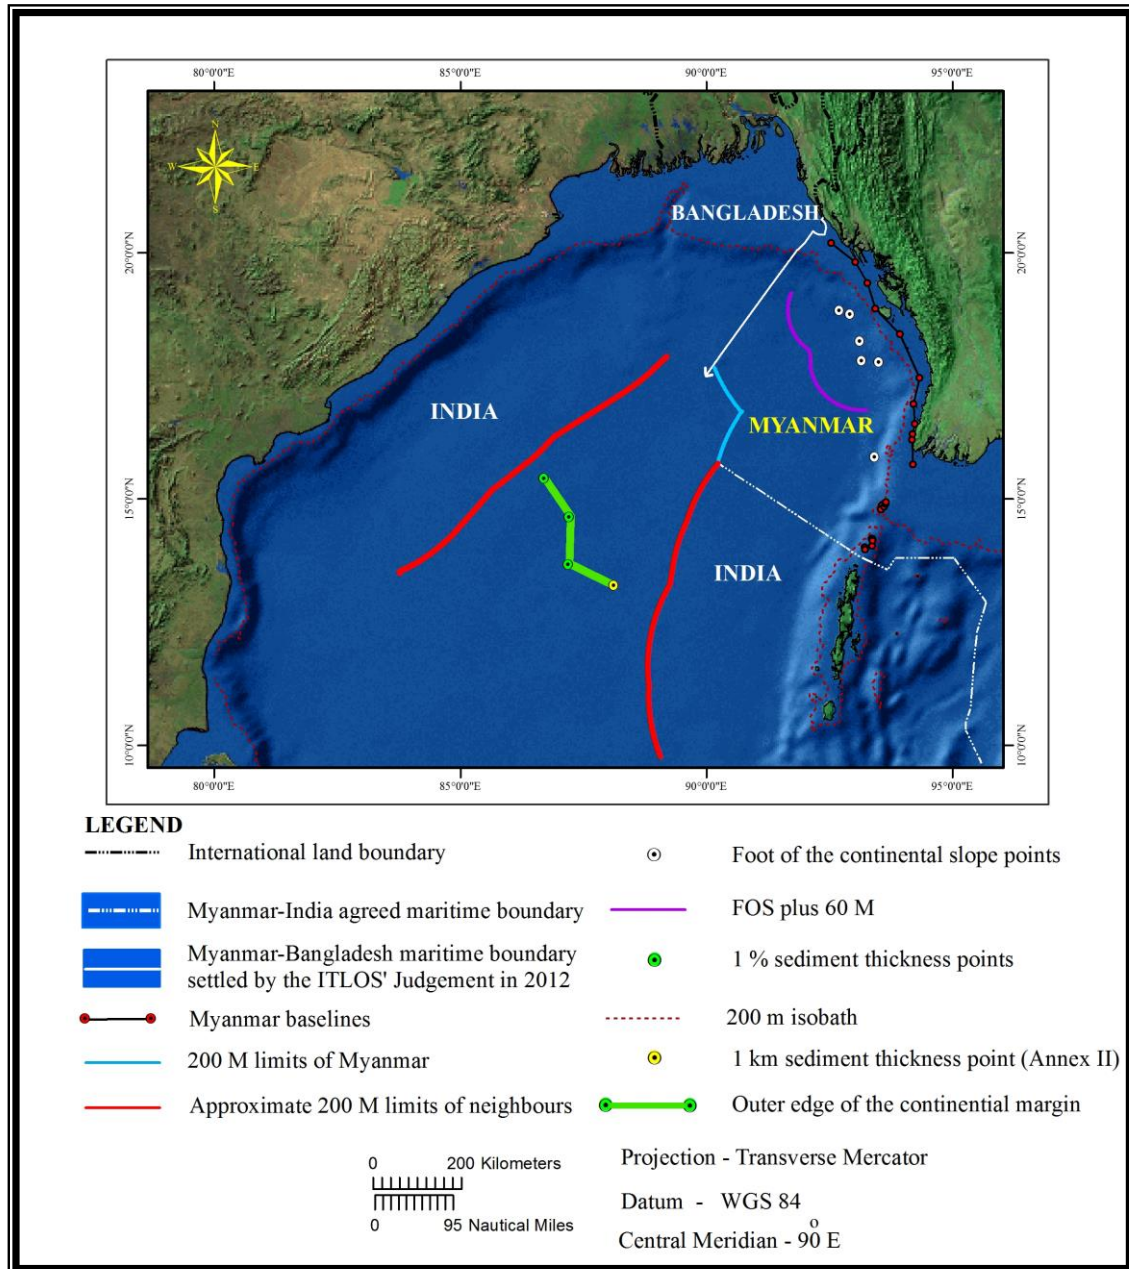 80°0'0"E 85°0'0"E 90°0'0"E 95°0'0"E
N
W E
S
BANGLADESH
20°0'0"N 20°0'0"N
INDIA
MYANMAR
15°0'0"N 15°0'0"N
INDIA
10°0'0"N 10°0'0"N
80°0'0"E 85°0'0"E 90°0'0"E 95°0'0"E
LEGEND
International land boundary
Myanmar-India agreed maritime boundary
Myanmar-Bangladesh maritime boundary
settled by the ITLOS' Judgement in 2012
Myanmar baselines
200 M limits of Myanmar
Approximate 200 M limits of neighbours
Foot of the continental slope points
FOS plus 60 M
1 % sediment thickness points
200 m isobath
1 km sediment thickness point (Annex II)
Outer edge of the continential margin
0 200 Kilometers
0 95 Nautical Miles
Projection - Transverse Mercator
Datum - WGS 84
Central Meridian - 90° E